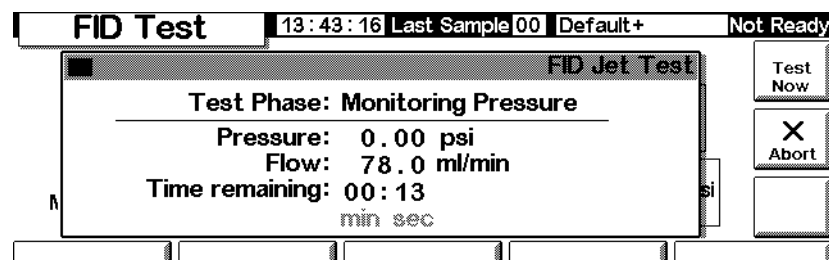 FID Test 13:43:16 Last Sample 00 Default+ Not Ready
FID Jet Test
Test Now
Test Phase: Monitoring Pressure
Pressure: 0.00 psi
Flow: 78.0 ml/min
Time remaining: 00:13
min sec
Abort
si